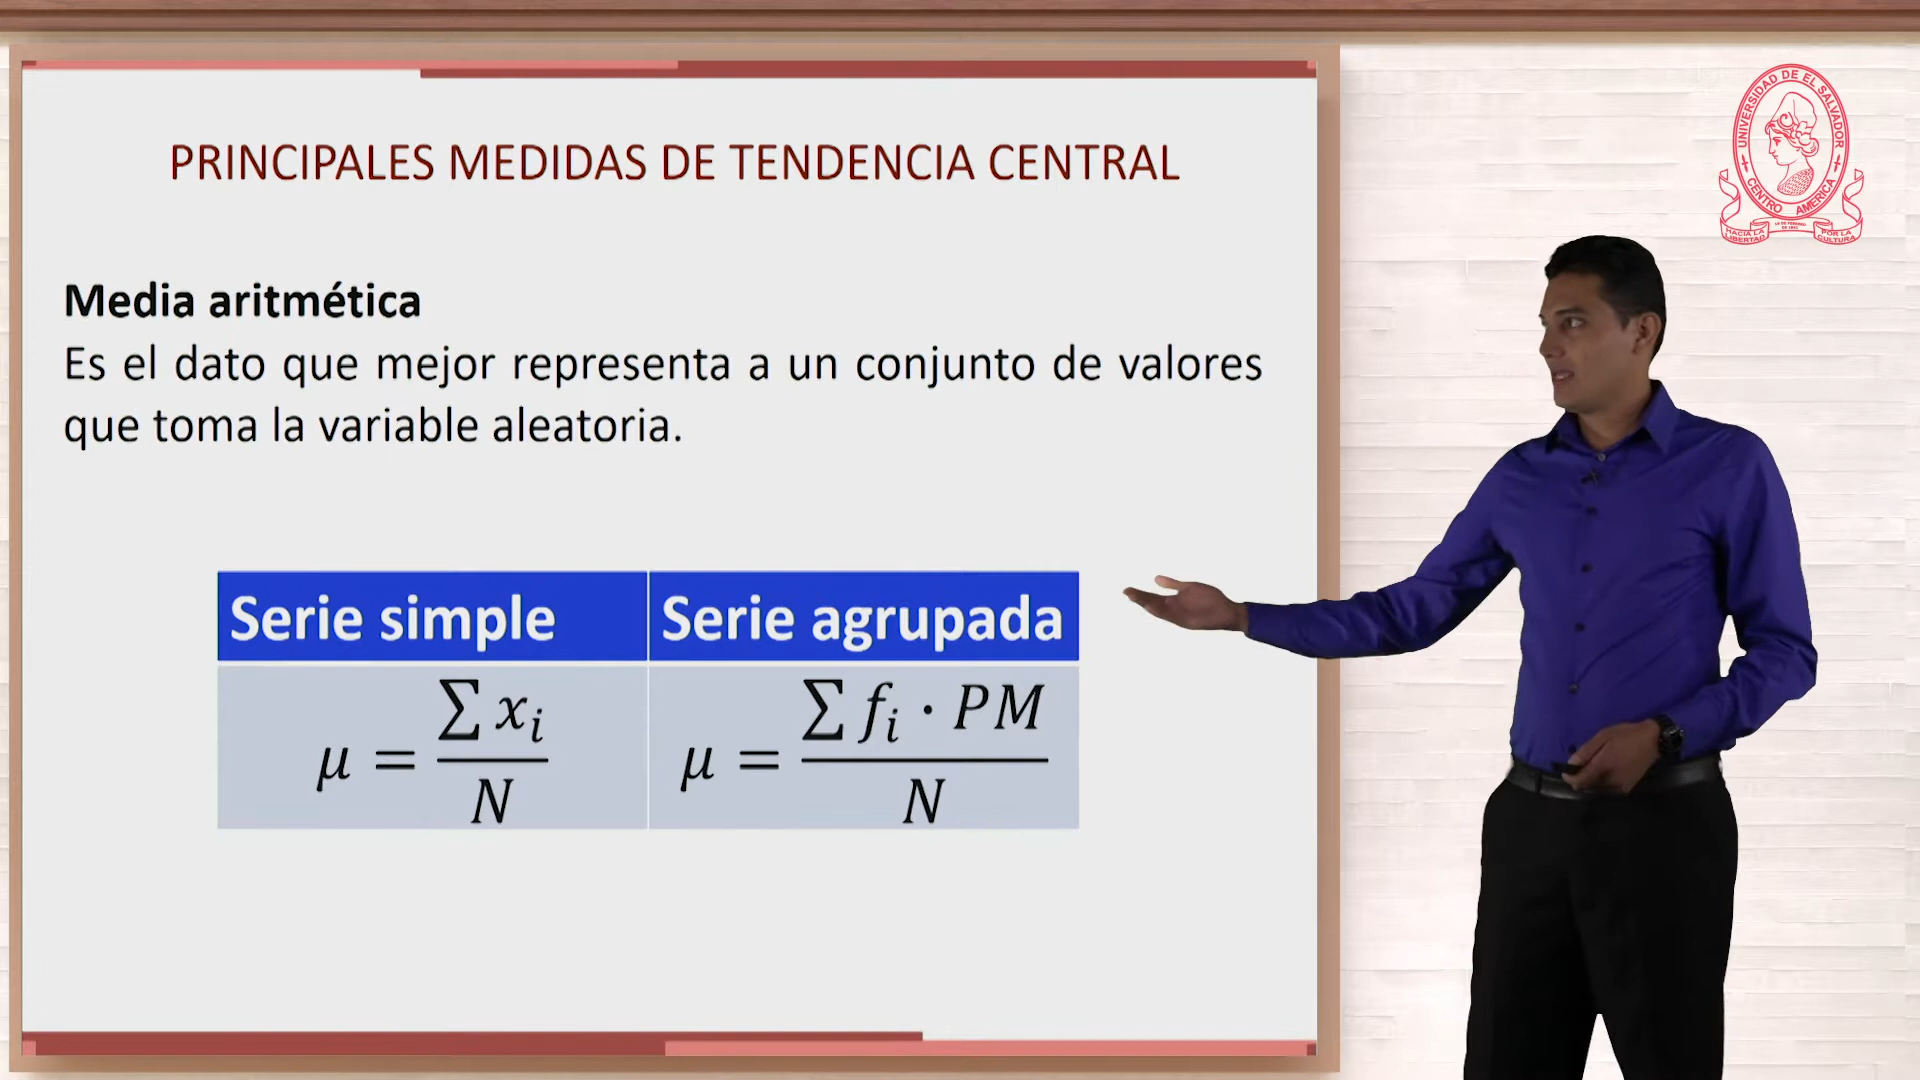 PRINCIPALES MEDIDAS DE TENDENCIA CENTRAL
Media aritmética
Es el dato que mejor representa a un conjunto de valores
que toma la variable aleatoria.
Serie simple
Serie agrupada
μ = ∑ xᵢ / N
μ = ∑ fᵢ · PM / N
UNIVERSIDAD DE EL SALVADOR
CENTRO AMERICA
HACIA LA
LIBERTAD
POR LA
CULTURA